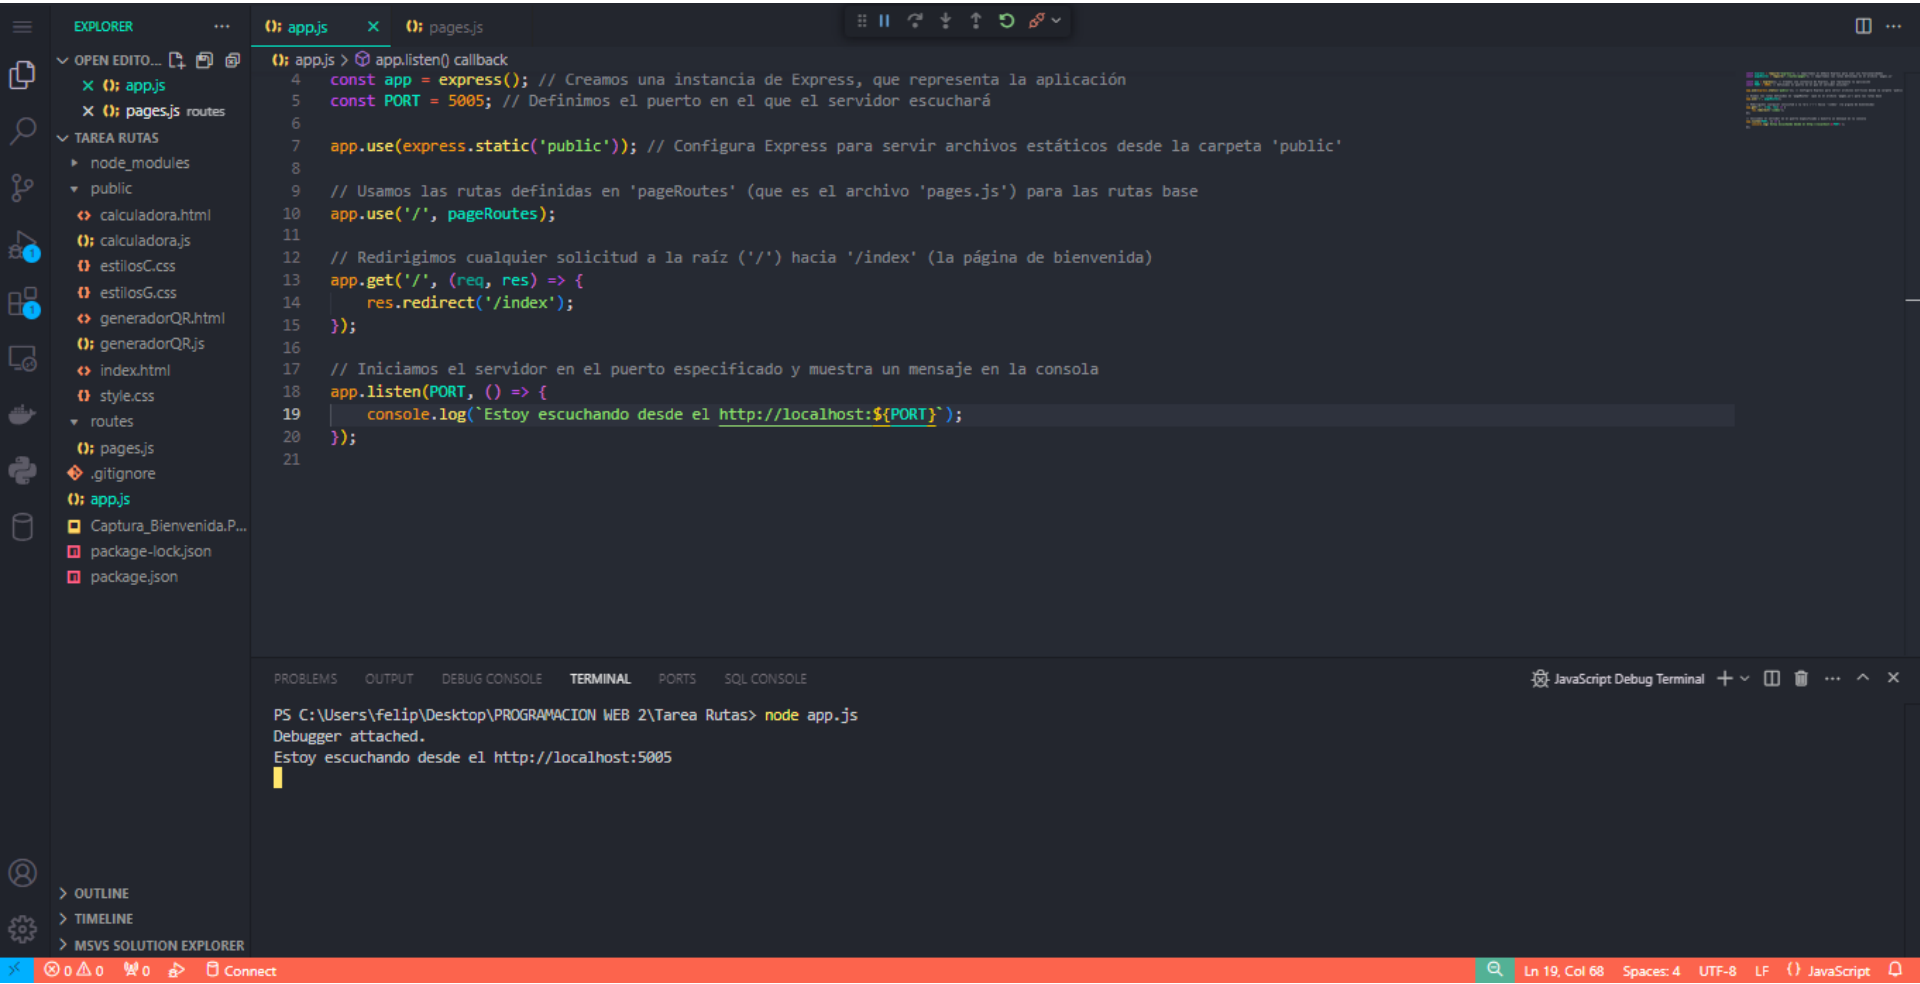 EXPLORER
app.js
pages.js
OPEN EDITO...
app.js
pages.js routes
TAREA RUTAS
node_modules
public
calculadora.html
calculadora.js
estilosC.css
estilosG.css
generadorQR.html
generadorQR.js
index.html
style.css
routes
pages.js
.gitignore
app.js
Captura_Bienvenida.P...
package-lock.json
package.json
OUTLINE
TIMELINE
MSVS SOLUTION EXPLORER
1
1
app.js > app.listen() callback
4 const app = express(); // Creamos una instancia de Express, que representa la aplicación
5 const PORT = 5005; // Definimos el puerto en el que el servidor escuchará
6
7 app.use(express.static('public')); // Configura Express para servir archivos estáticos desde la carpeta 'public'
8
9 // Usamos las rutas definidas en 'pageRoutes' (que es el archivo 'pages.js') para las rutas base
10 app.use('/', pageRoutes);
11
12 // Redirigimos cualquier solicitud a la raíz ('/') hacia '/index' (la página de bienvenida)
13 app.get('/', (req, res) => {
14 res.redirect('/index');
15 });
16
17 // Iniciamos el servidor en el puerto especificado y muestra un mensaje en la consola
18 app.listen(PORT, () => {
19 console.log(`Estoy escuchando desde el http://localhost:${PORT}`);
20 });
21
PROBLEMS OUTPUT DEBUG CONSOLE TERMINAL PORTS SQL CONSOLE
JavaScript Debug Terminal
PS C:\Users\felip\Desktop\PROGRAMACION WEB 2\Tarea Rutas> node app.js
Debugger attached.
Estoy escuchando desde el http://localhost:5005
0 0 0 Connect
Ln 19, Col 68 Spaces: 4 UTF-8 LF JavaScript